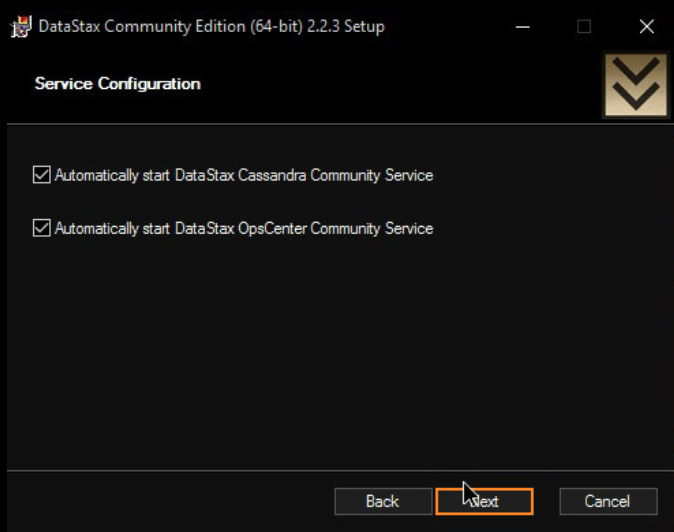 DataStax Community Edition (64-bit) 2.2.3 Setup
Service Configuration
Automatically start DataStax Cassandra Community Service
Automatically start DataStax OpsCenter Community Service
Back Next Cancel